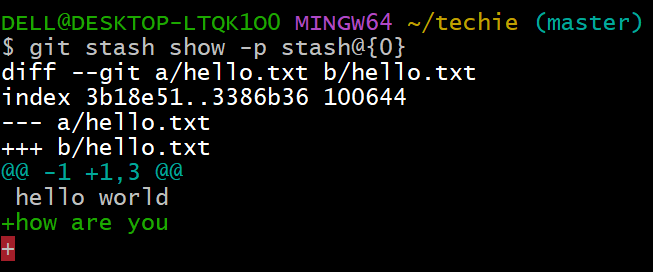 DELL@DESKTOP-LTQK1O0 MINGW64 ~/techie (master)
$ git stash show -p stash@{0}
diff --git a/hello.txt b/hello.txt
index 3b18e51..3386b36 100644
--- a/hello.txt
+++ b/hello.txt
@@ -1 +1,3 @@
 hello world
+how are you
+